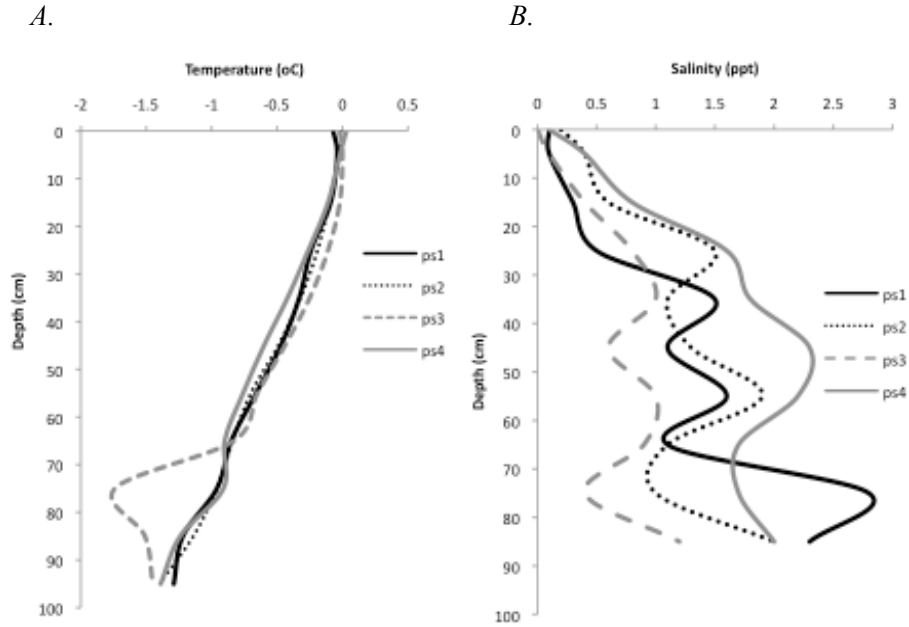 A.
B.
Temperature (oC)
-2 -1.5 -1 -0.5 0 0.5
0
10
20
30
40
50
60
70
80
90
100
Depth (cm)
ps1
ps2
ps3
ps4
Salinity (ppt)
0 0.5 1 1.5 2 2.5 3
0
10
20
30
40
50
60
70
80
90
100
Depth (cm)
ps1
ps2
ps3
ps4